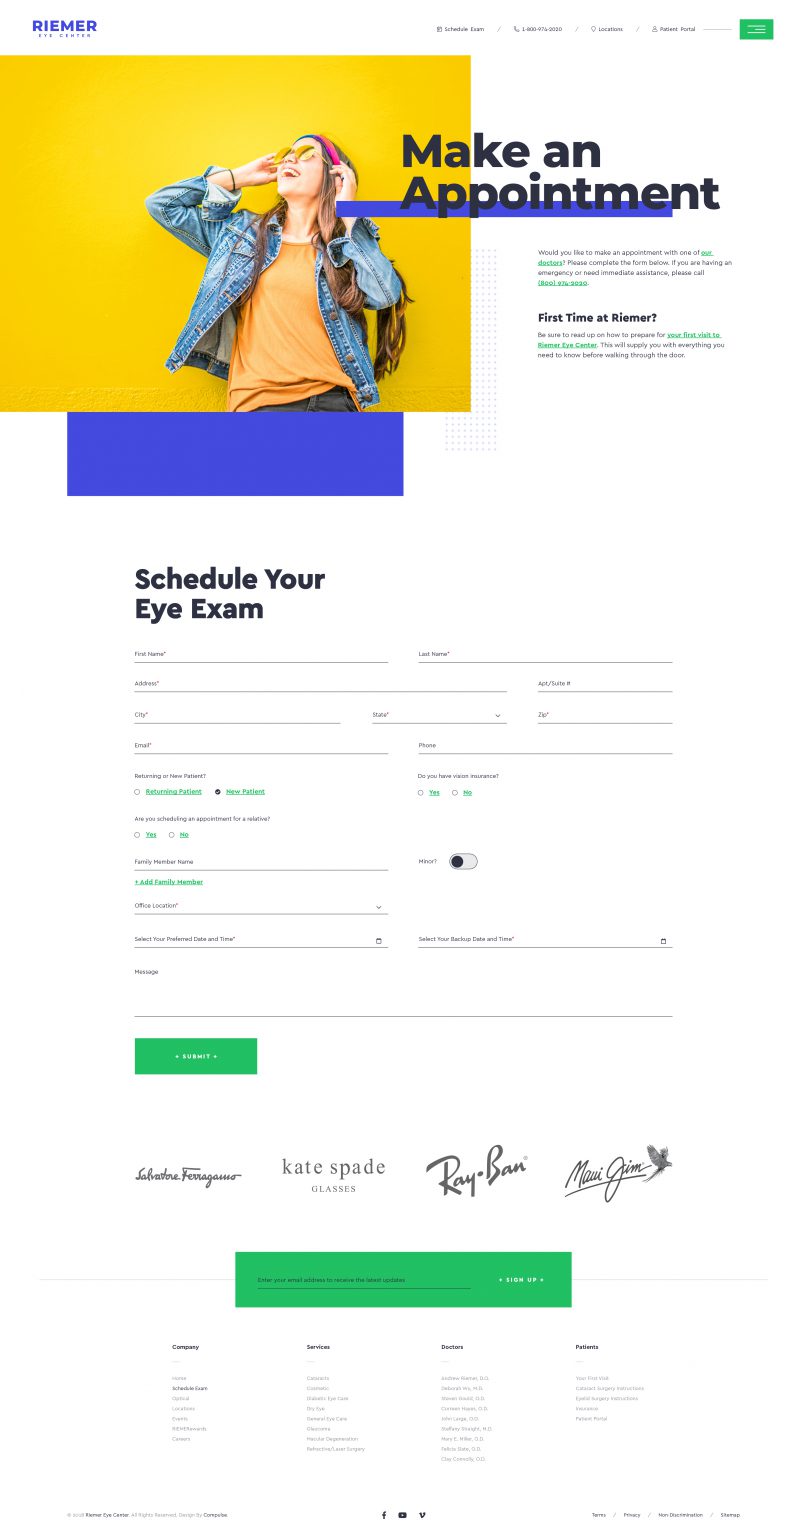 RIEMER
EYE CENTER
Schedule Exam / 1-800-974-2020 / Locations / Patient Portal
Make an
Appointment
Would you like to make an appointment with one of our
doctors? Please complete the form below. If you are having an
emergency or need immediate assistance, please call
(800) 974-2020.
First Time at Riemer?
Be sure to read up on how to prepare for your first visit to
Riemer Eye Center. This will supply you with everything you
need to know before walking through the door.
Schedule Your
Eye Exam
First Name* Last Name*
Address* Apt/Suite #
City* State* Zip*
Email* Phone
Returning or New Patient? Do you have vision insurance?
Returning Patient New Patient Yes No
Are you scheduling an appointment for a relative?
Yes No
Family Member Name Minor?
+ Add Family Member
Office Location*
Select Your Preferred Date and Time* Select Your Backup Date and Time*
Message
+ SUBMIT +
Salvatore Ferragamo
kate spade
GLASSES
Ray-Ban
Maui Jim
Enter your email address to receive the latest updates + SIGN UP +
Company Services Doctors Patients
Home Cataracts Andrew Riemer, D.O. Your First Visit
Schedule Exam Cosmetic Deborah Wu, M.D. Cataract Surgery Instructions
Optical Diabetic Eye Care Steven Gould, O.D. Eyelid Surgery Instructions
Locations Dry Eye Correen Hayes, O.D. Insurance
Events General Eye Care John Large, O.D. Patient Portal
RIEMERewards Glaucoma Steffany Straight, M.D.
Careers Macular Degeneration Mary E. Miller, O.D.
Refractive/Laser Surgery Felicia Slate, O.D.
Clay Connolly, O.D.
© 2018 Riemer Eye Center. All Rights Reserved. Design By Compulse. Terms / Privacy / Non Discrimination / Sitemap